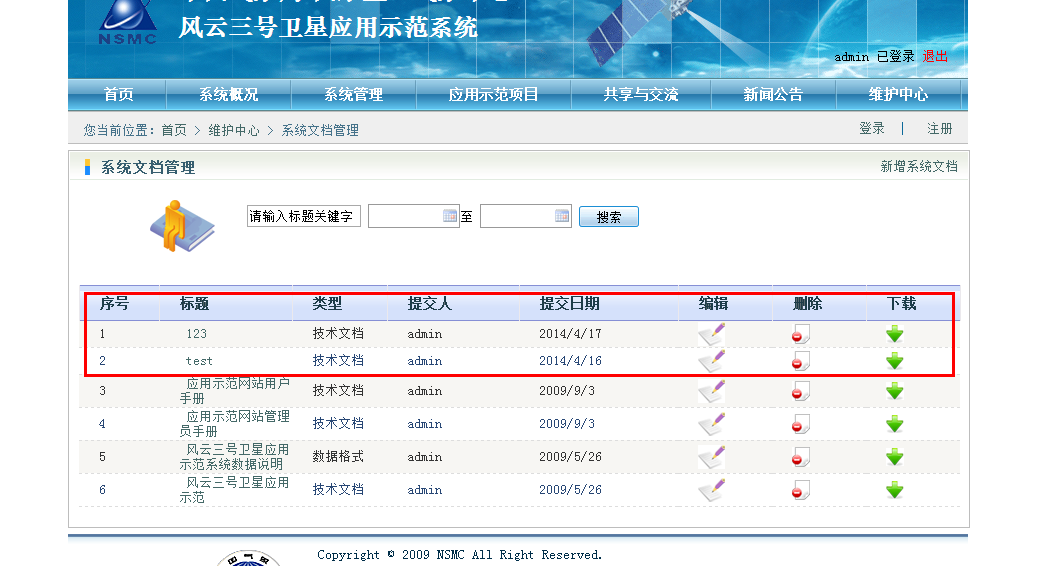 NSMC
风云三号卫星应用示范系统
admin 已登录 退出
首页 系统概况 系统管理 应用示范项目 共享与交流 新闻公告 维护中心
您当前位置：首页 > 维护中心 > 系统文档管理 登录 | 注册
系统文档管理 新增系统文档
请输入标题关键字 至 搜索
序号 标题 类型 提交人 提交日期 编辑 删除 下载
1 123 技术文档 admin 2014/4/17
2 test 技术文档 admin 2014/4/16
3 应用示范网站用户手册 技术文档 admin 2009/9/3
4 应用示范网站管理员手册 技术文档 admin 2009/9/3
5 风云三号卫星应用示范系统数据说明 数据格式 admin 2009/5/26
6 风云三号卫星应用示范 技术文档 admin 2009/5/26
Copyright © 2009 NSMC All Right Reserved.